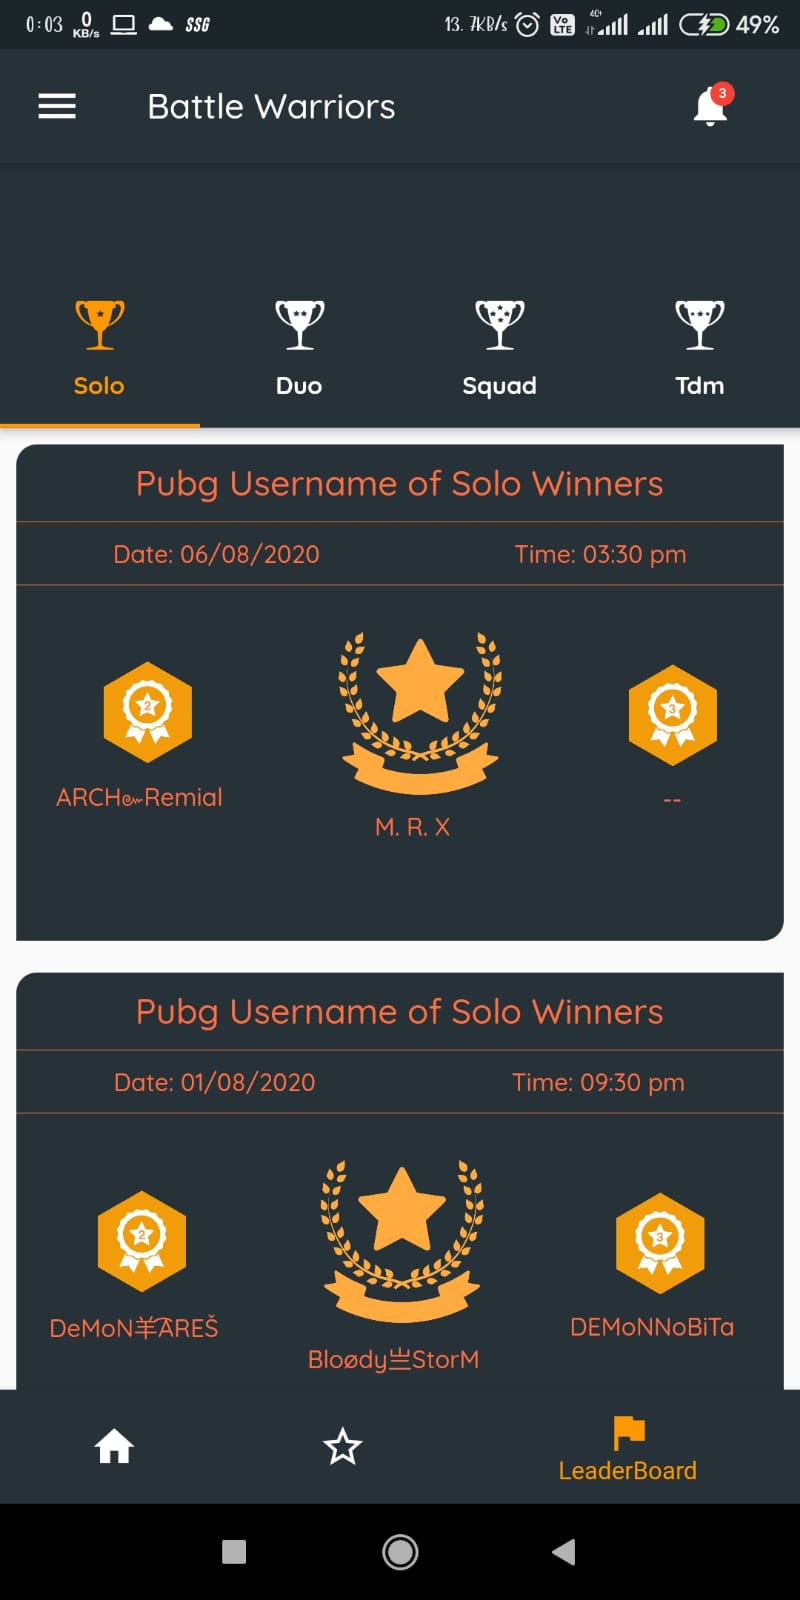 0:03 0 KB/s SSG 13. 7KB/s Vo LTE 4G+ 49%
Battle Warriors 3
Solo Duo Squad Tdm
Pubg Username of Solo Winners
Date: 06/08/2020 Time: 03:30 pm
2 3
ARCH๛Remial --
M. R. X
Pubg Username of Solo Winners
Date: 01/08/2020 Time: 09:30 pm
2 3
DeMoN羊ÁREŠ DEMoNNoBiTa
Bloødy亗StorM
LeaderBoard